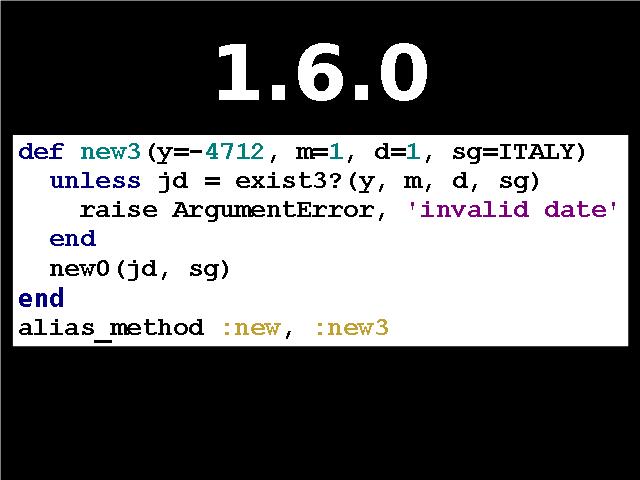 1.6.0
def new3(y=-4712, m=1, d=1, sg=ITALY)
  unless jd = exist3?(y, m, d, sg)
    raise ArgumentError, 'invalid date'
  end
  new0(jd, sg)
end
alias_method :new, :new3